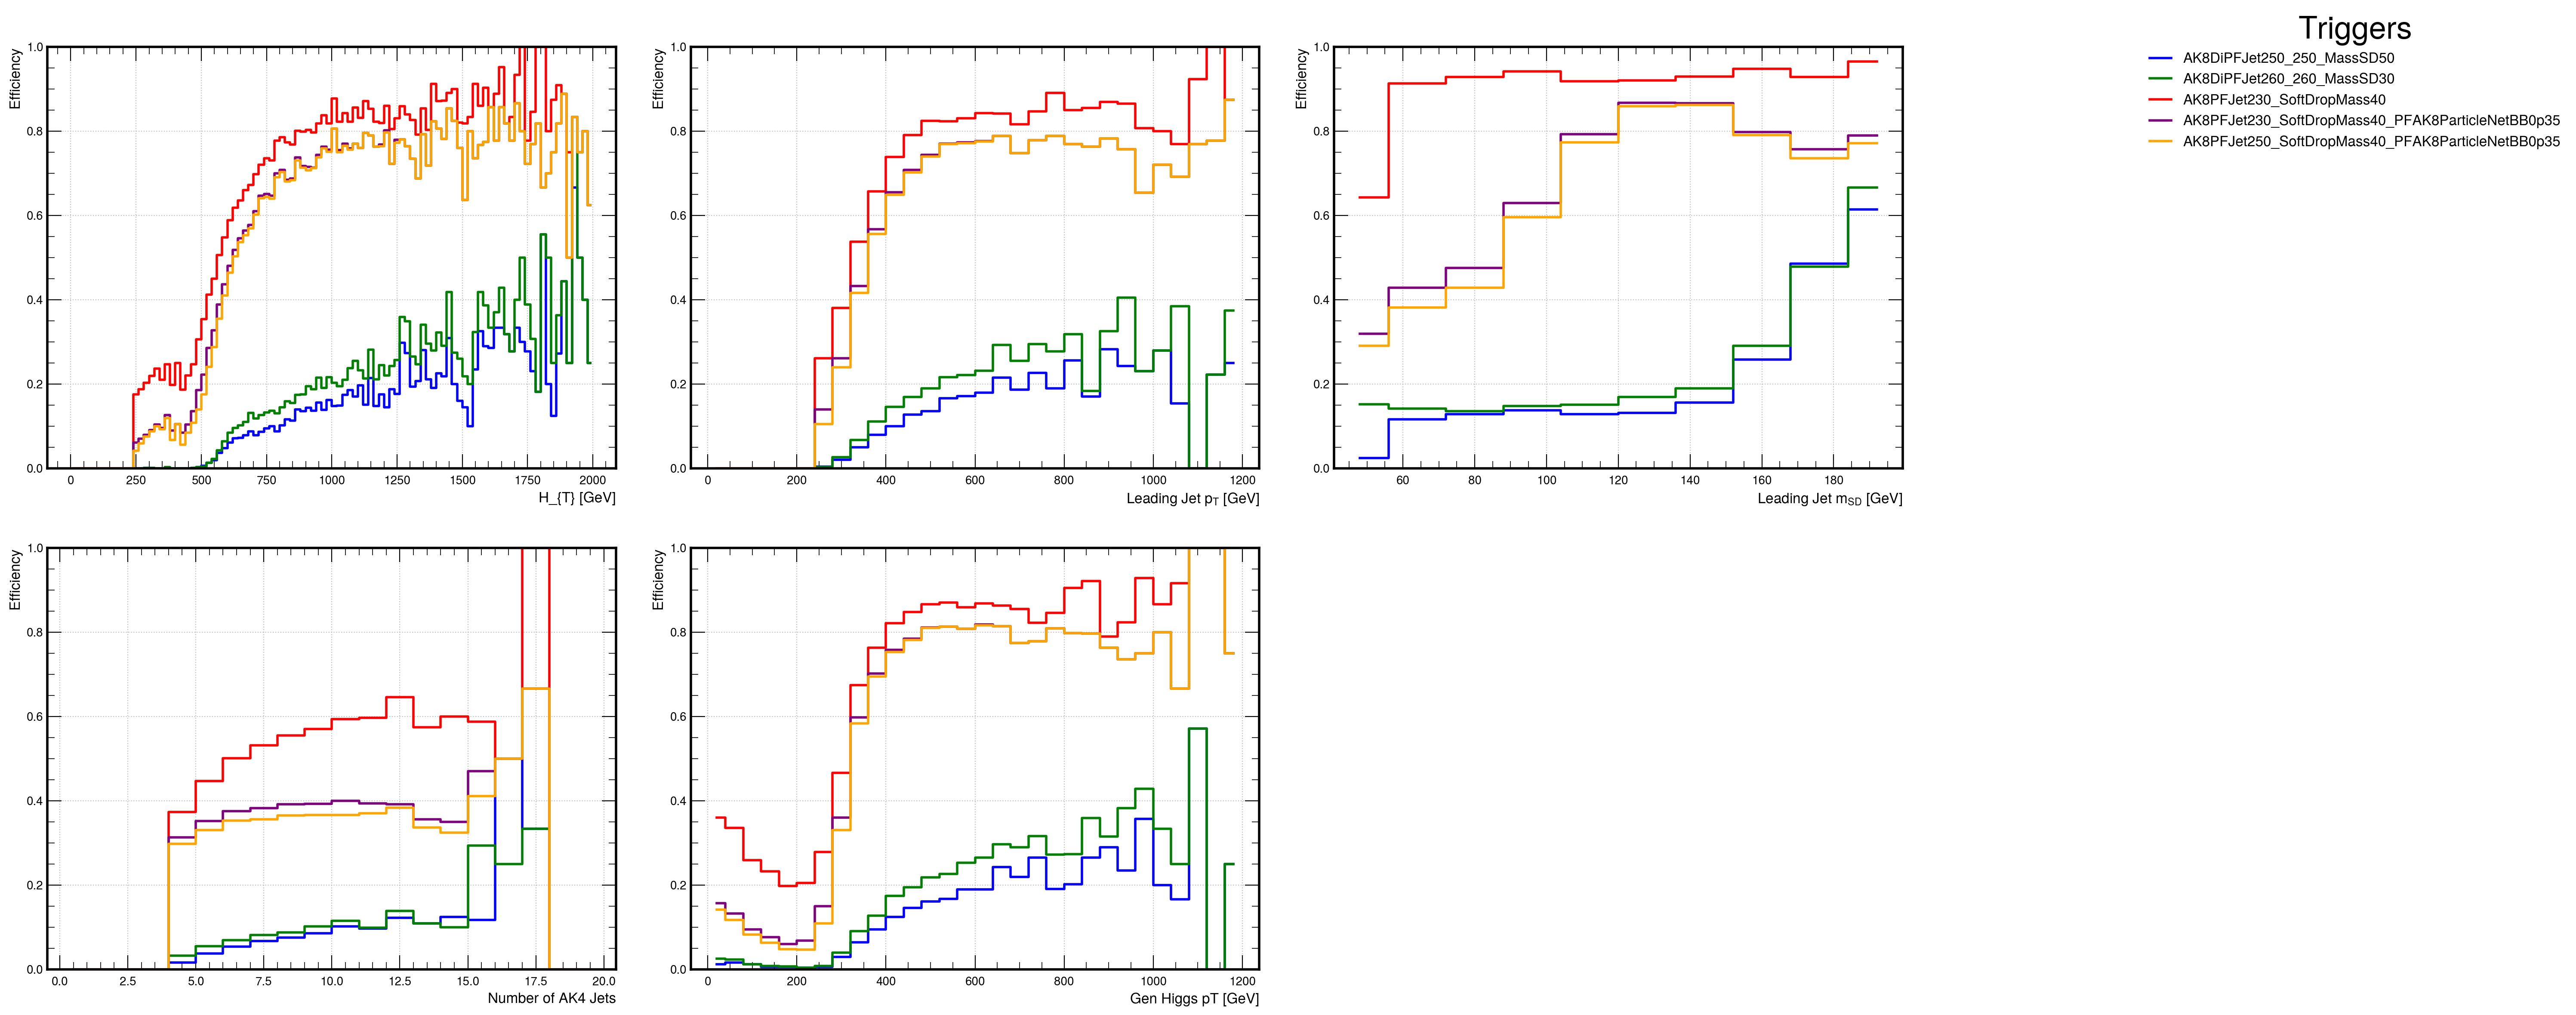 Triggers
AK8DiPFJet250_250_MassSD50
AK8DiPFJet260_260_MassSD30
AK8PFJet230_SoftDropMass40
AK8PFJet230_SoftDropMass40_PFAK8ParticleNetBB0p35
AK8PFJet250_SoftDropMass40_PFAK8ParticleNetBB0p35
Efficiency
1.0
0.8
0.6
0.4
0.2
0.0
0 250 500 750 1000 1250 1500 1750 2000
H_{T} [GeV]
Efficiency
1.0
0.8
0.6
0.4
0.2
0.0
0 200 400 600 800 1000 1200
Leading Jet pT [GeV]
Efficiency
1.0
0.8
0.6
0.4
0.2
0.0
60 80 100 120 140 160 180
Leading Jet mSD [GeV]
Efficiency
1.0
0.8
0.6
0.4
0.2
0.0
0.0 2.5 5.0 7.5 10.0 12.5 15.0 17.5 20.0
Number of AK4 Jets
Efficiency
1.0
0.8
0.6
0.4
0.2
0.0
0 200 400 600 800 1000 1200
Gen Higgs pT [GeV]